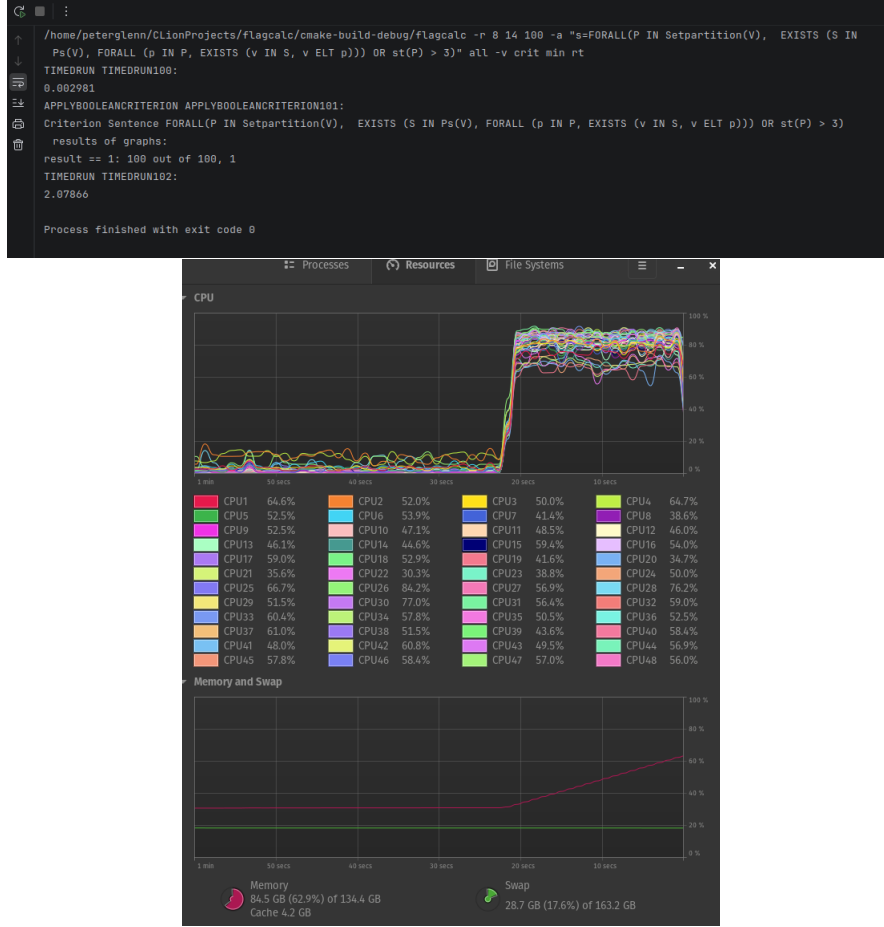 /home/peterglenn/CLionProjects/flagcalc/cmake-build-debug/flagcalc -r 8 14 100 -a "s=FORALL(P IN Setpartition(V),  EXISTS (S IN
Ps(V), FORALL (p IN P, EXISTS (v IN S, v ELT p))) OR st(P) > 3)" all -v crit min rt
TIMEDRUN TIMEDRUN100:
0.002981
APPLYBOOLEANCRITERION APPLYBOOLEANCRITERION101:
Criterion Sentence FORALL(P IN Setpartition(V),  EXISTS (S IN Ps(V), FORALL (p IN P, EXISTS (v IN S, v ELT p))) OR st(P) > 3)
results of graphs:
result == 1: 100 out of 100, 1
TIMEDRUN TIMEDRUN102:
2.07866
Process finished with exit code 0
Processes Resources File Systems
CPU
100 %
80 %
60 %
40 %
20 %
0 %
1 min 50 secs 40 secs 30 secs 20 secs 10 secs
CPU1 64.6% CPU2 52.0% CPU3 50.0% CPU4 64.7%
CPU5 52.5% CPU6 53.9% CPU7 41.4% CPU8 38.6%
CPU9 52.5% CPU10 47.1% CPU11 48.5% CPU12 46.0%
CPU13 46.1% CPU14 44.6% CPU15 59.4% CPU16 54.0%
CPU17 59.0% CPU18 52.9% CPU19 41.6% CPU20 34.7%
CPU21 35.6% CPU22 30.3% CPU23 38.8% CPU24 50.0%
CPU25 66.7% CPU26 84.2% CPU27 56.9% CPU28 76.2%
CPU29 51.5% CPU30 77.0% CPU31 56.4% CPU32 59.0%
CPU33 60.4% CPU34 57.8% CPU35 50.5% CPU36 52.5%
CPU37 61.0% CPU38 51.5% CPU39 43.6% CPU40 58.4%
CPU41 48.0% CPU42 60.8% CPU43 49.5% CPU44 56.9%
CPU45 57.8% CPU46 58.4% CPU47 57.0% CPU48 56.0%
Memory and Swap
100 %
80 %
60 %
40 %
20 %
0 %
1 min 50 secs 40 secs 30 secs 20 secs 10 secs
Memory
84.5 GB (62.9%) of 134.4 GB
Cache 4.2 GB
Swap
28.7 GB (17.6%) of 163.2 GB